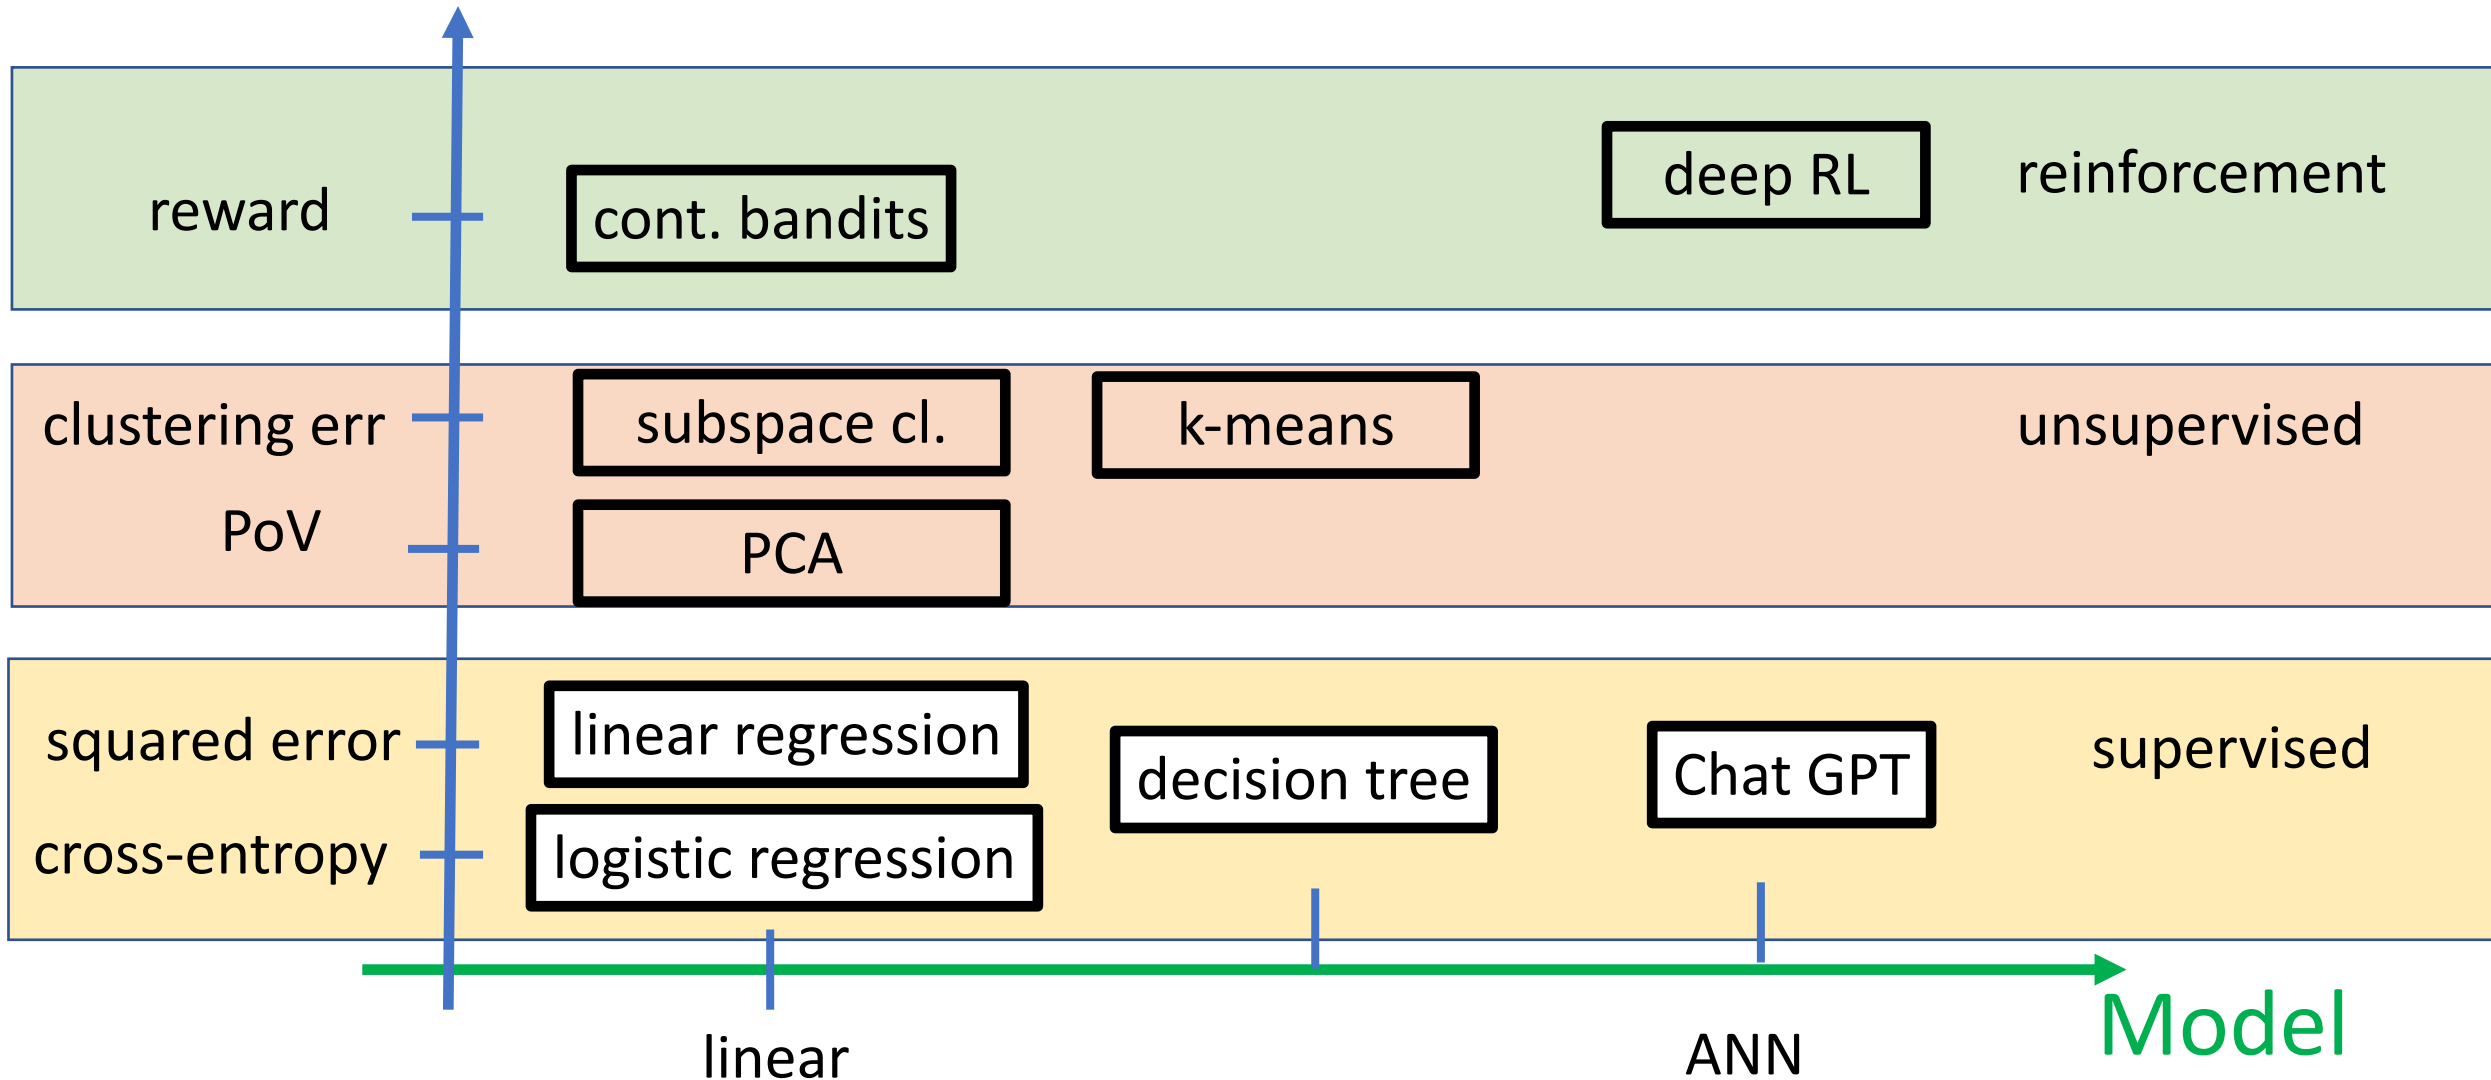 deep RL
reinforcement
reward
cont. bandits
clustering err
subspace cl.
k-means
unsupervised
PoV
PCA
squared error
linear regression
decision tree
Chat GPT
supervised
cross-entropy
logistic regression
Model
linear
ANN